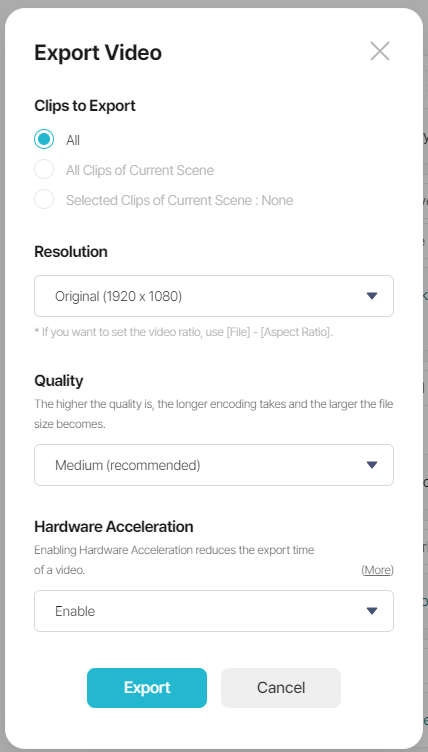 Export Video
Clips to Export
All
All Clips of Current Scene
Selected Clips of Current Scene : None
Resolution
Original (1920 x 1080)
* If you want to set the video ratio, use [File] - [Aspect Ratio].
Quality
The higher the quality is, the longer encoding takes and the larger the file
size becomes.
Medium (recommended)
Hardware Acceleration
Enabling Hardware Acceleration reduces the export time
of a video. (More)
Enable
Export Cancel